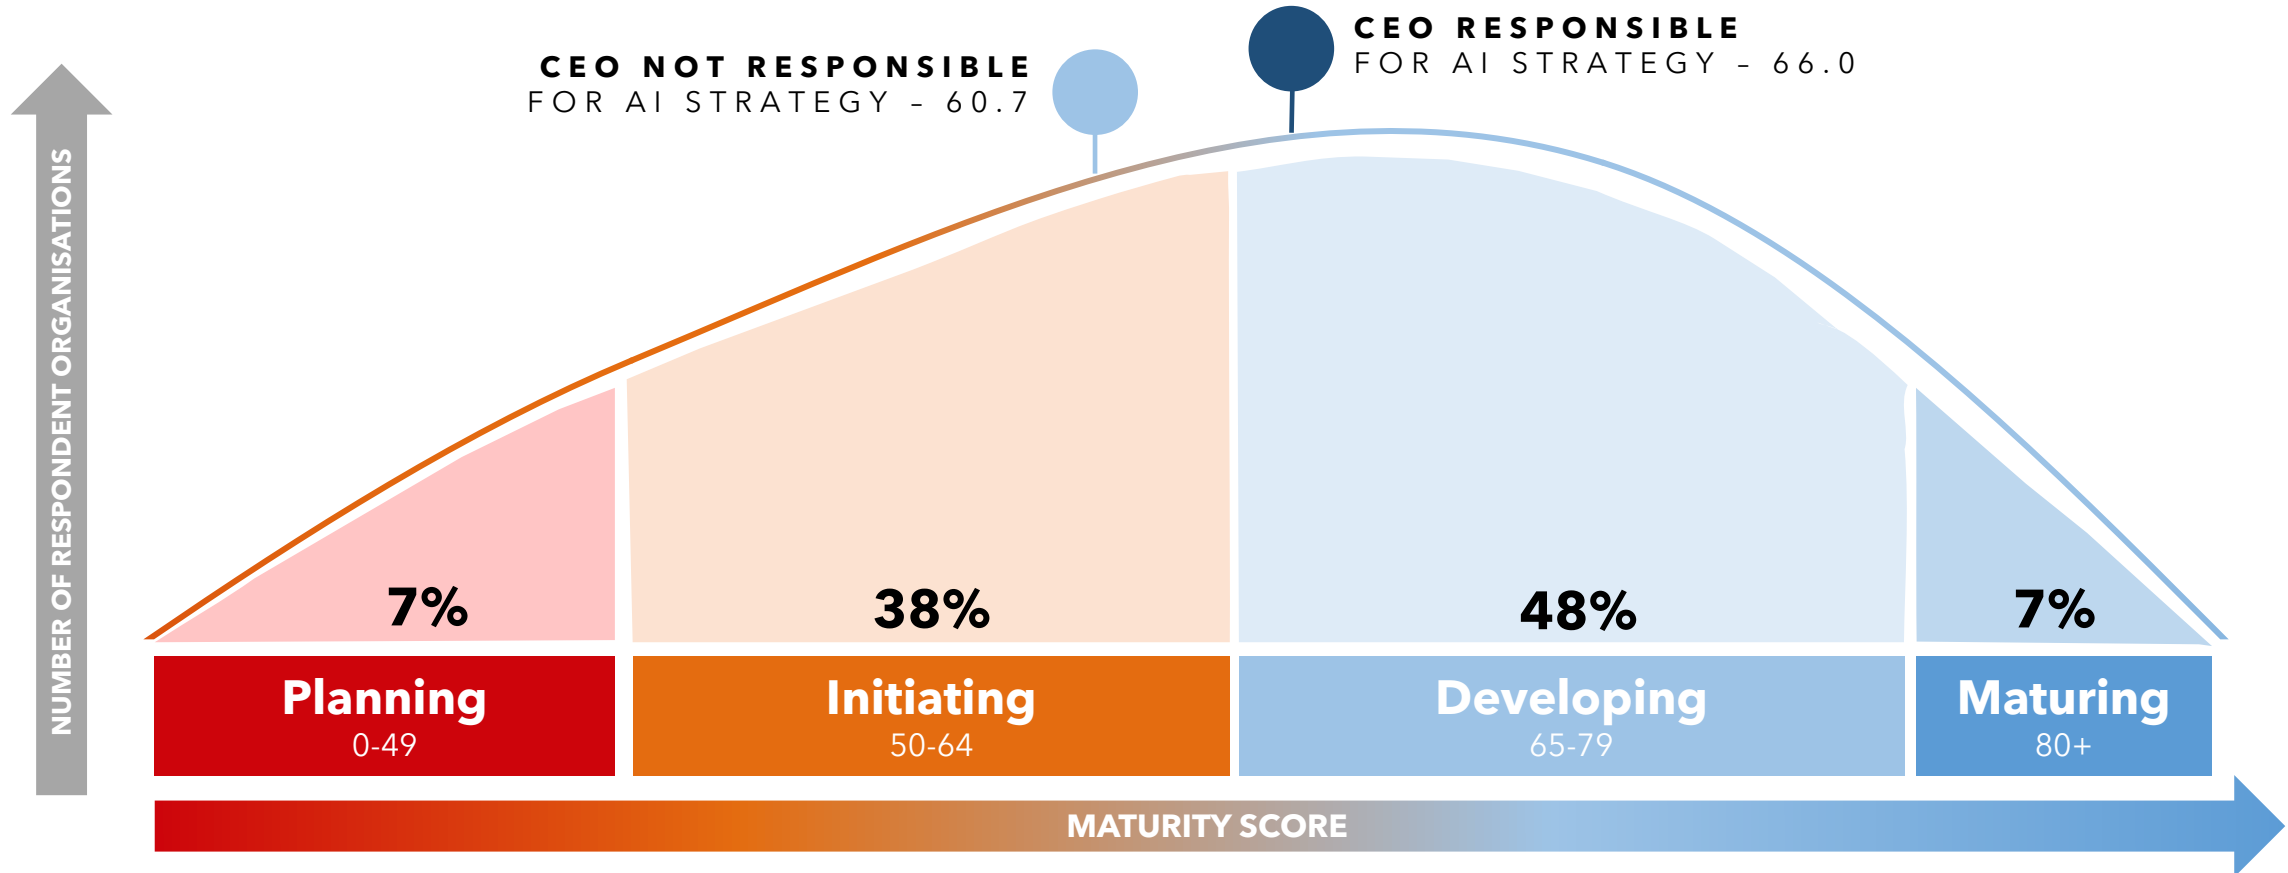 CEO RESPONSIBLE
FOR AI STRATEGY – 66.0
CEO NOT RESPONSIBLE
FOR AI STRATEGY – 60.7
NUMBER OF RESPONDENT ORGANISATIONS
7%
38%
48%
7%
Planning
0-49
Initiating
50-64
Developing
65-79
Maturing
80+
MATURITY SCORE